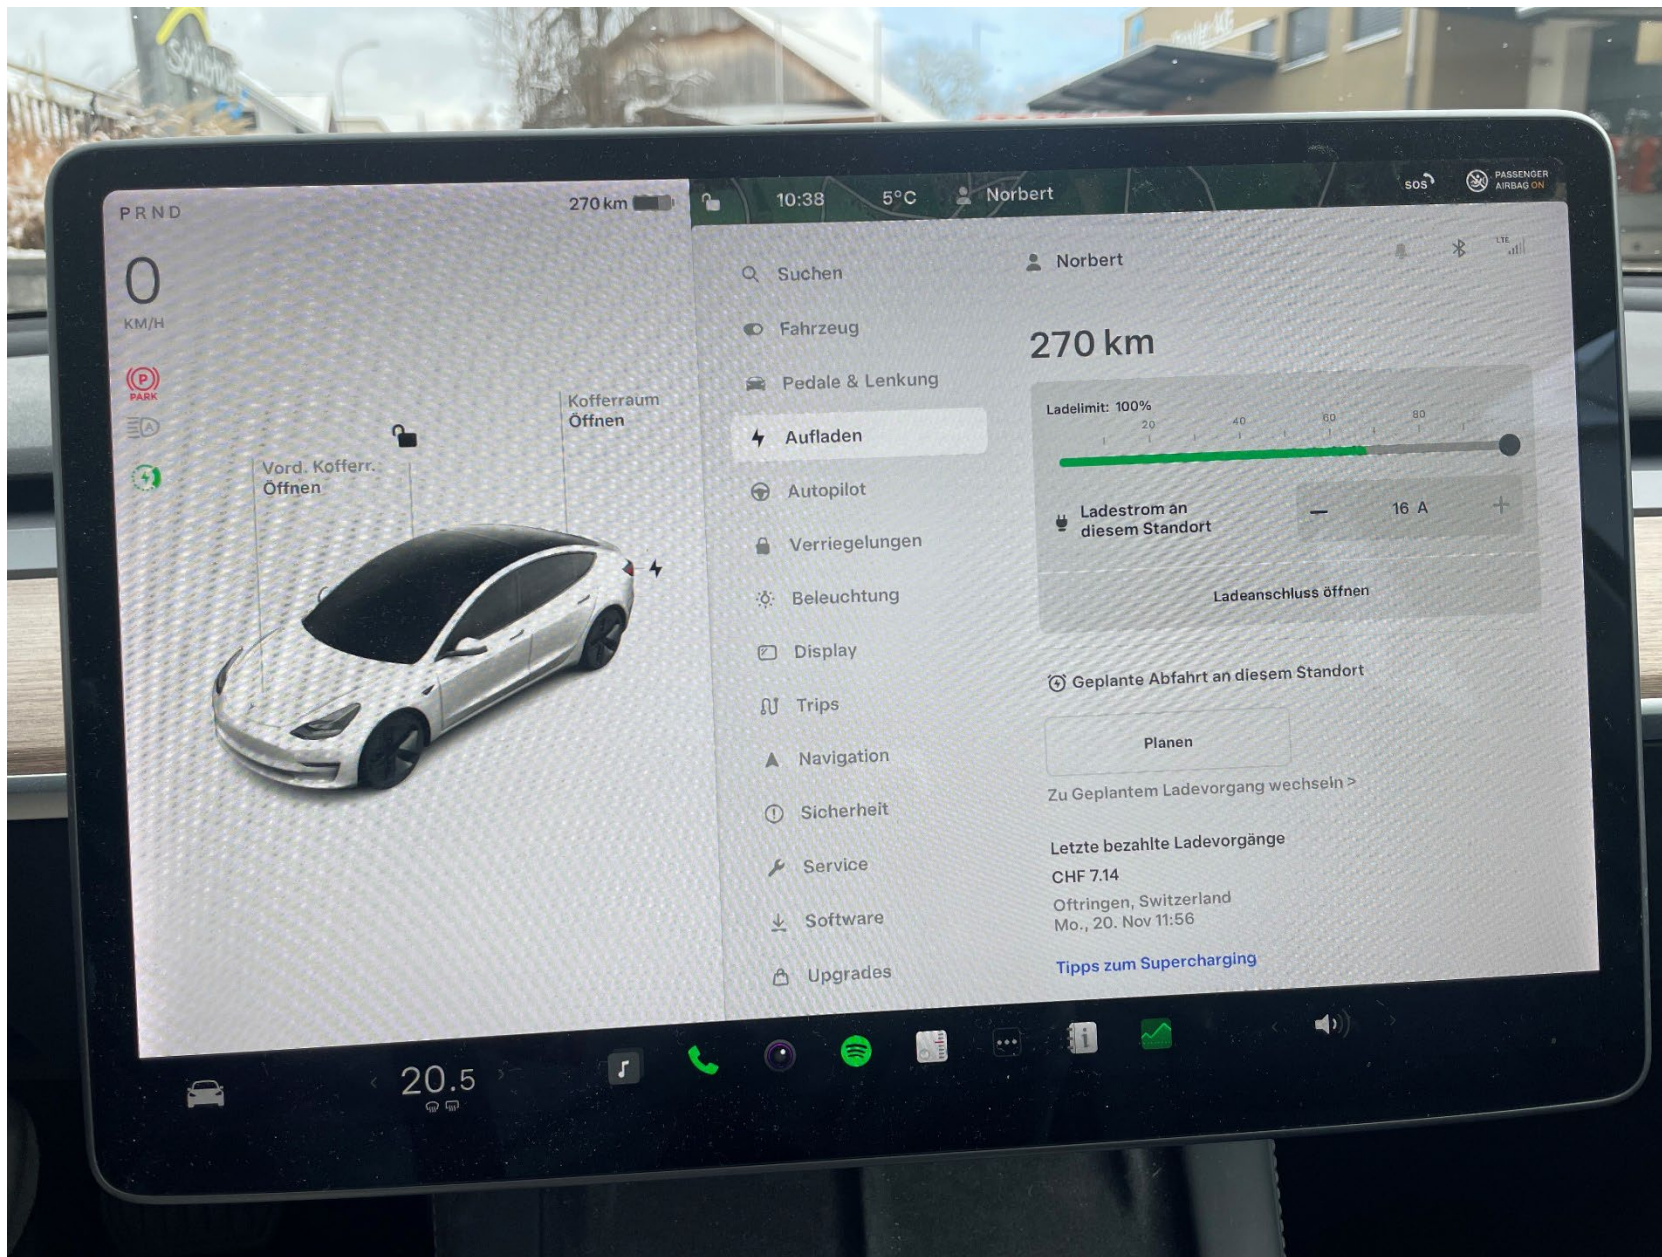 PRND
270 km
10:38
5°C
Norbert
SOS
PASSENGER
AIRBAG ON
0
KM/H
PARK
Kofferraum
Öffnen
Vord. Kofferr.
Öffnen
Suchen
Fahrzeug
Pedale & Lenkung
Aufladen
Autopilot
Verriegelungen
Beleuchtung
Display
Trips
Navigation
Sicherheit
Service
Software
Upgrades
Norbert
LTE
270 km
Ladelimit: 100%
20 40 60 80
Ladestrom an
diesem Standort
16 A
Ladeanschluss öffnen
Geplante Abfahrt an diesem Standort
Planen
Zu Geplantem Ladevorgang wechseln >
Letzte bezahlte Ladevorgänge
CHF 7.14
Oftringen, Switzerland
Mo., 20. Nov 11:56
Tipps zum Supercharging
20.5